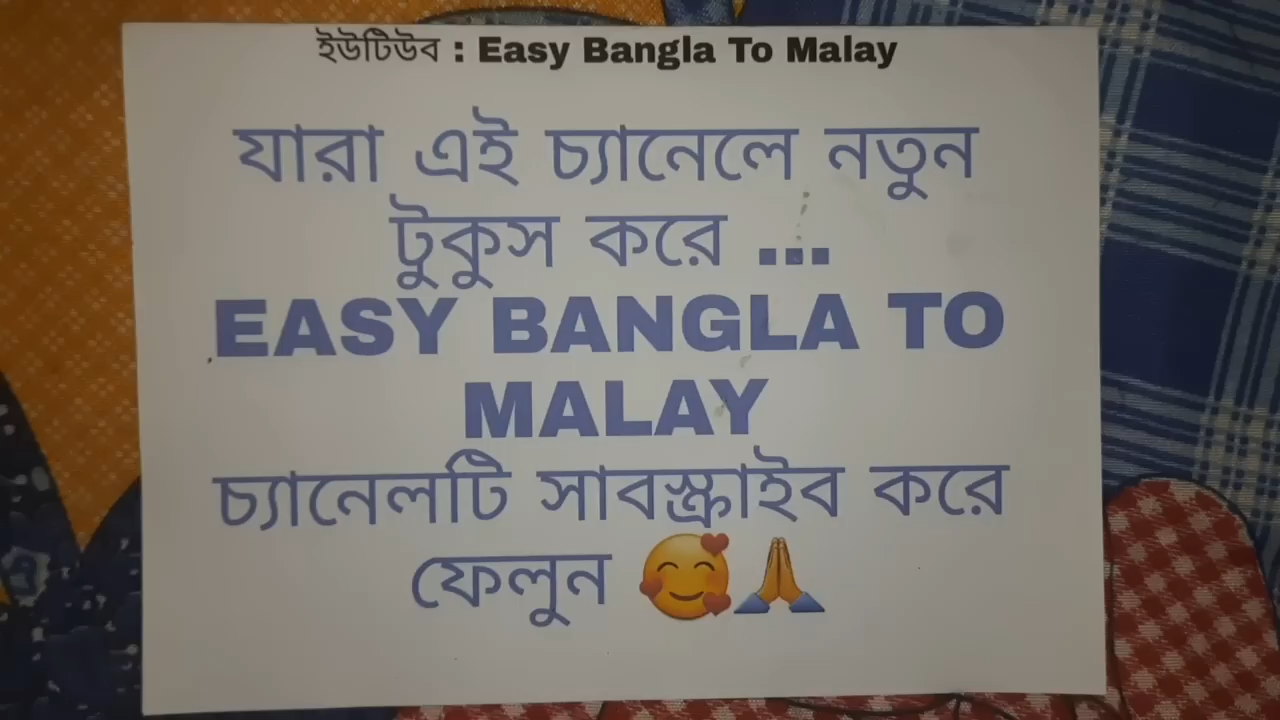 ইউটিউব : Easy Bangla To Malay
যারা এই চ্যানেলে নতুন
টুকুস করে ...
EASY BANGLA TO
MALAY
চ্যানেলটি সাবস্ক্রাইব করে
ফেলুন 🥰🙏